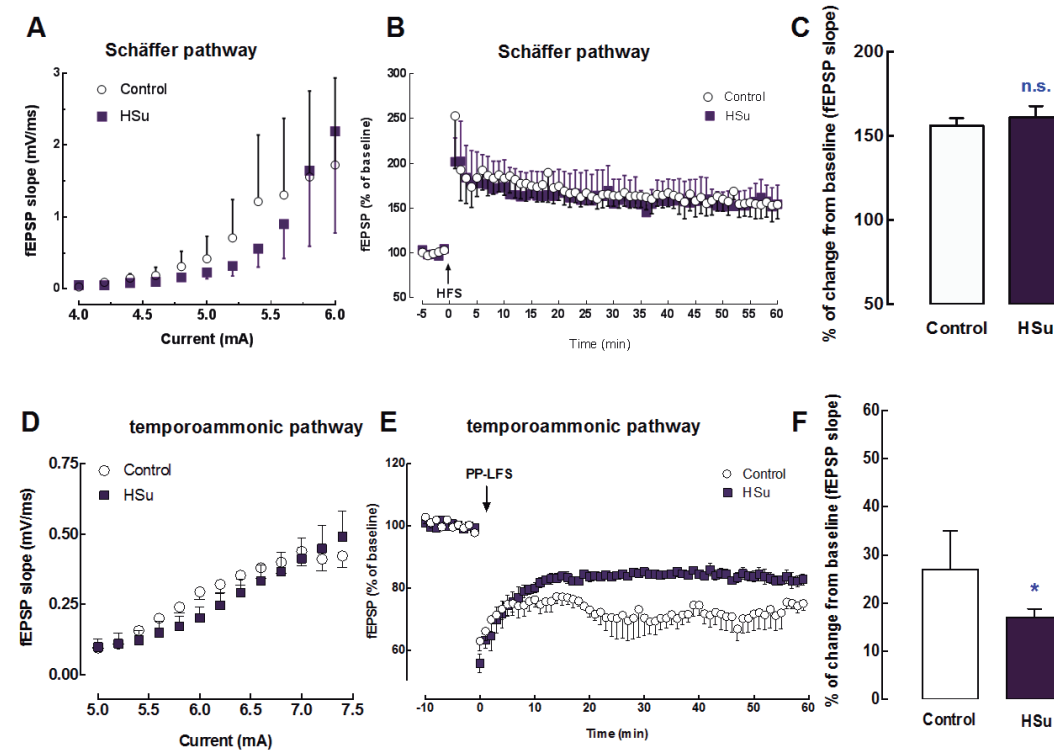 A
Schäffer pathway
Control
HSu
fEPSP slope (mV/ms)
3
2
1
0
4.0
4.5
5.0
5.5
6.0
Current (mA)
B
Schäffer pathway
Control
HSu
fEPSP (% of baseline)
300
250
200
150
100
50
HFS
-5
0
5
10
15
20
25
30
35
40
45
50
55
60
Time (min)
C
% of change from baseline (fEPSP slope)
200
150
100
50
n.s.
Control
HSu
D
temporoammonic pathway
Control
HSu
fEPSP slope (mV/ms)
0.75
0.50
0.25
0.00
5.0
5.5
6.0
6.5
7.0
7.5
Current (mA)
E
temporoammonic pathway
PP-LFS
Control
HSu
fEPSP (% of baseline)
120
100
80
60
-10
0
10
20
30
40
50
60
Time (min)
F
% of change from baseline (fEPSP slope)
60
50
40
30
20
10
0
*
Control
HSu